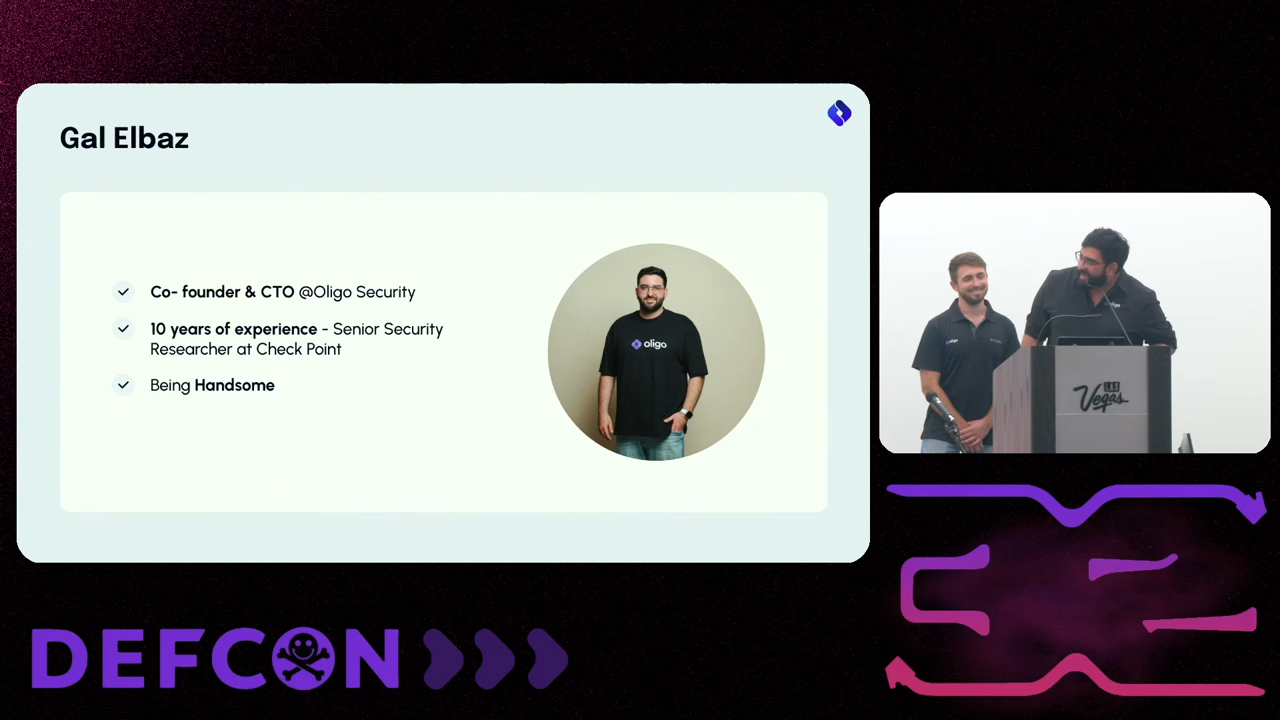 Gal Elbaz
Co- founder & CTO @Oligo Security
10 years of experience - Senior Security
Researcher at Check Point
Being Handsome
oligo
oligo
LAS
Vegas
DEFCON